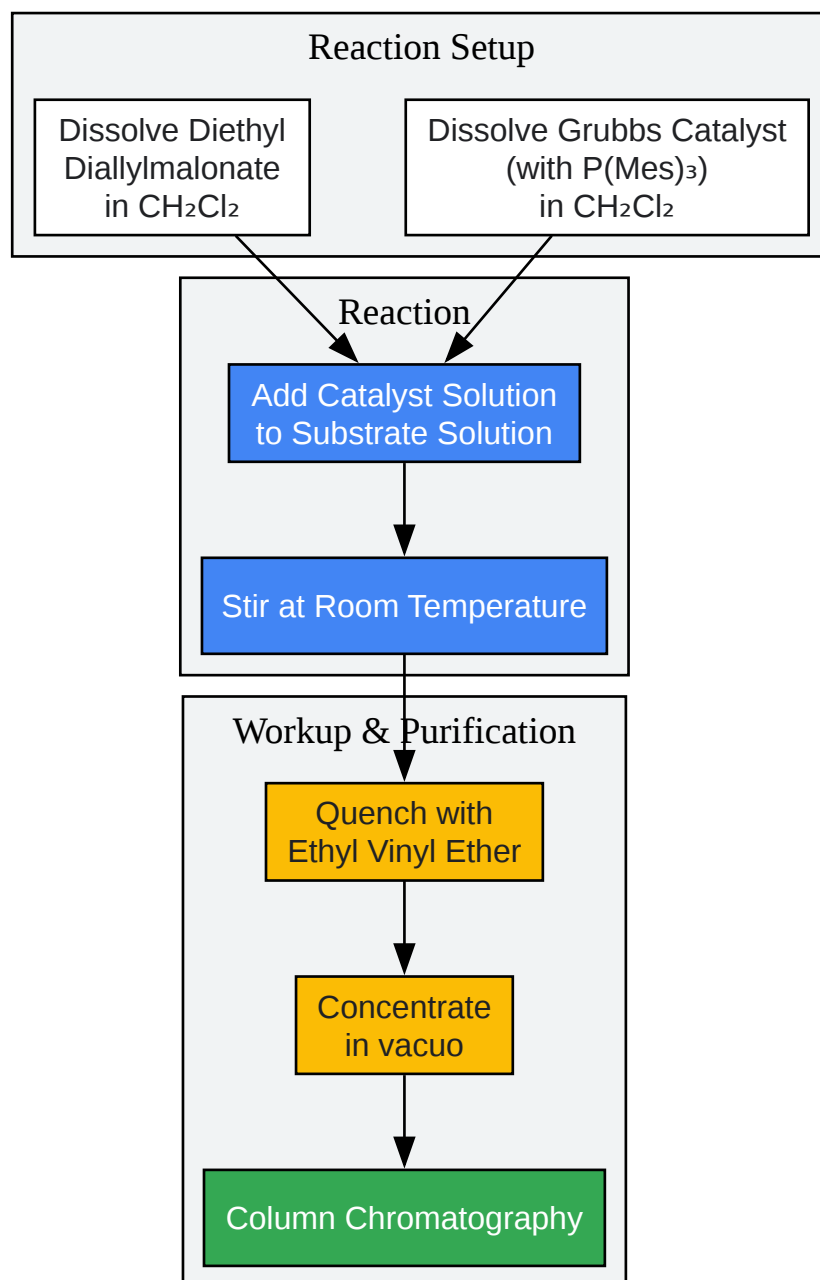 Reaction Setup
Dissolve Diethyl
Diallylmalonate
in CH₂Cl₂
Dissolve Grubbs Catalyst
(with P(Mes)₃)
in CH₂Cl₂
Reaction
Add Catalyst Solution
to Substrate Solution
Stir at Room Temperature
Workup & Purification
Quench with
Ethyl Vinyl Ether
Concentrate
in vacuo
Column Chromatography